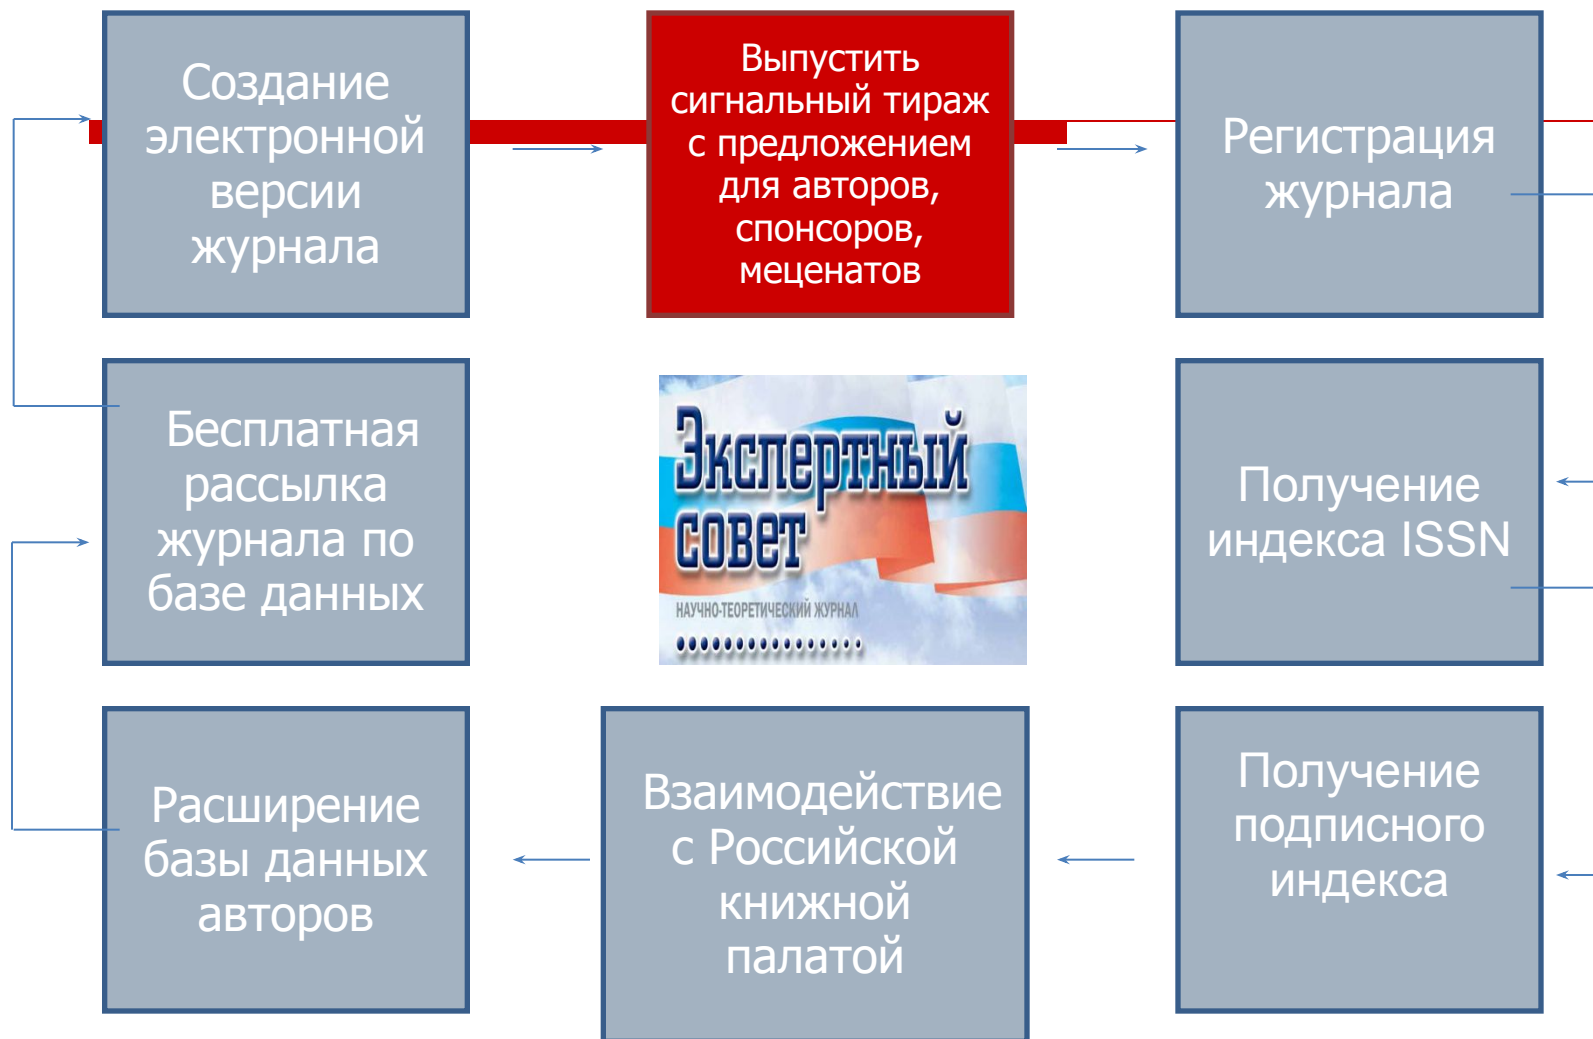 Создание
электронной
версии
журнала
Выпустить
сигнальный тираж
с предложением
для авторов,
спонсоров,
меценатов
Регистрация
журнала
Бесплатная
рассылка
журнала по
базе данных
Экспертный
совет
НАУЧНО-ТЕОРЕТИЧЕСКИЙ ЖУРНАЛ
Получение
индекса ISSN
Расширение
базы данных
авторов
Взаимодействие
с Российской
книжной
палатой
Получение
подписного
индекса